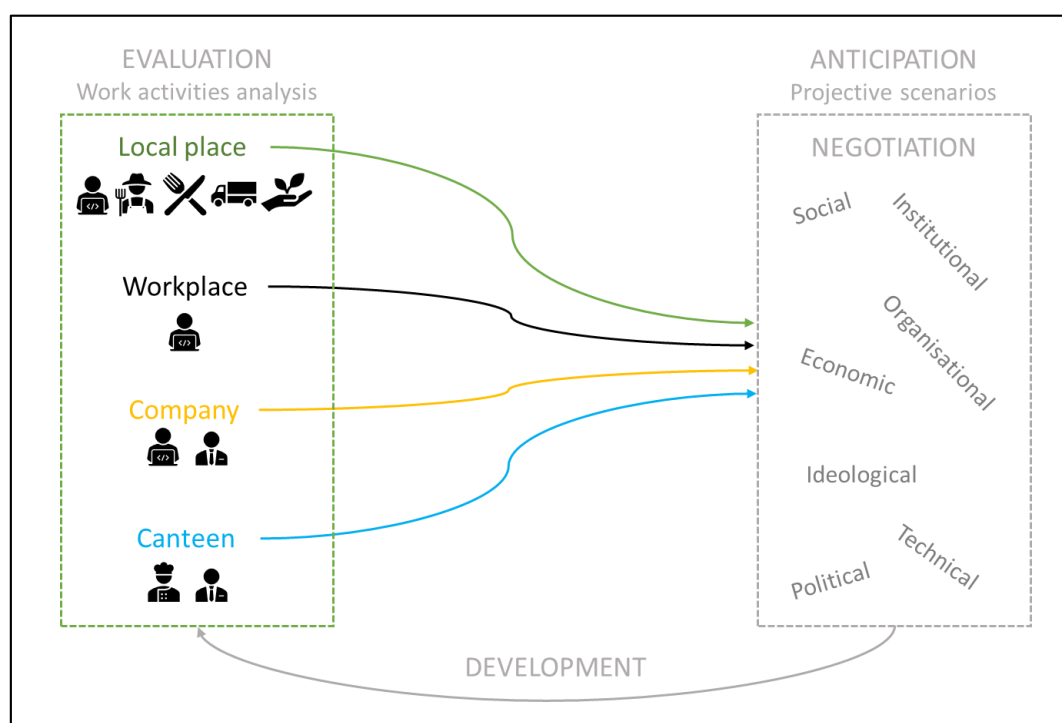 EVALUATION
Work activities analysis
Local place
</>
Workplace
</>
Company
</>
Canteen
ANTICIPATION
Projective scenarios
NEGOTIATION
Social
Institutional
Organisational
Economic
Ideological
Technical
Political
DEVELOPMENT